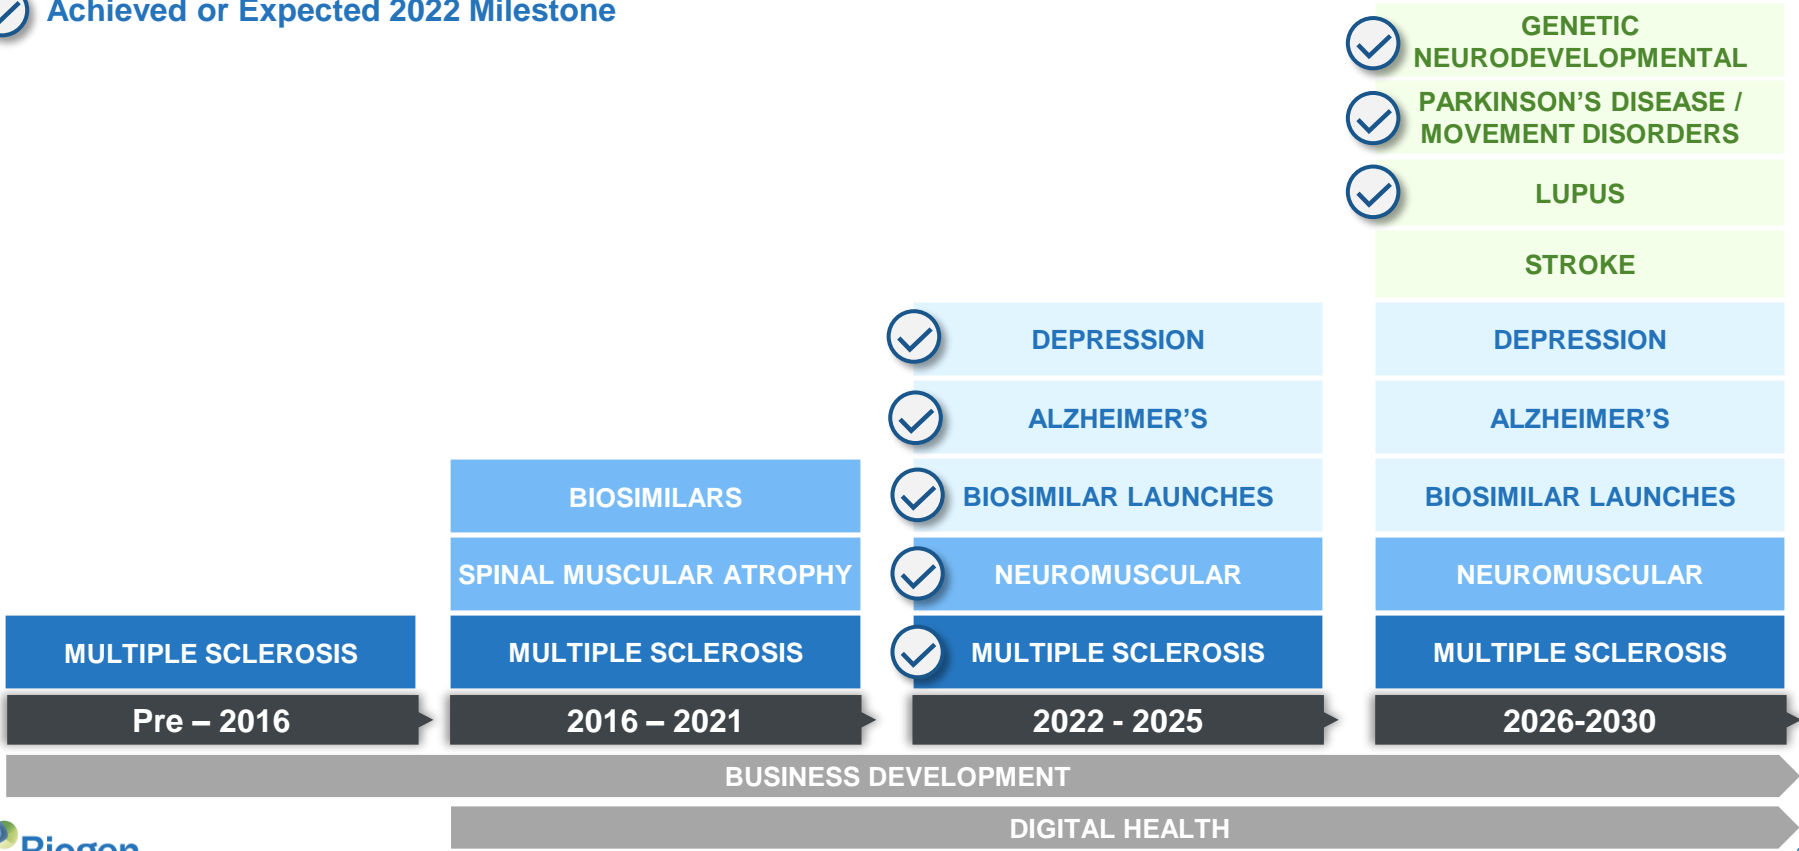 Achieved or Expected 2022 Milestone
GENETIC
NEURODEVELOPMENTAL
PARKINSON'S DISEASE /
MOVEMENT DISORDERS
LUPUS
STROKE
DEPRESSION
DEPRESSION
ALZHEIMER'S
ALZHEIMER'S
BIOSIMILARS
BIOSIMILAR LAUNCHES
BIOSIMILAR LAUNCHES
SPINAL MUSCULAR ATROPHY
NEUROMUSCULAR
NEUROMUSCULAR
MULTIPLE SCLEROSIS
MULTIPLE SCLEROSIS
MULTIPLE SCLEROSIS
MULTIPLE SCLEROSIS
Pre – 2016
2016 – 2021
2022 - 2025
2026-2030
BUSINESS DEVELOPMENT
DIGITAL HEALTH
Biogen